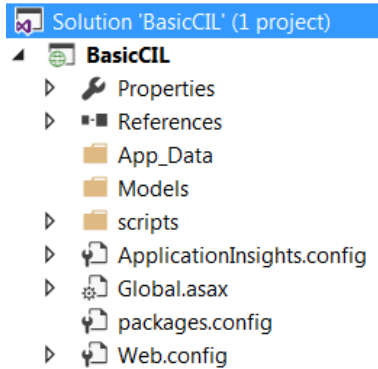 Solution 'BasicCIL' (1 project)
BasicCIL
Properties
References
App_Data
Models
scripts
ApplicationInsights.config
Global.asax
packages.config
Web.config